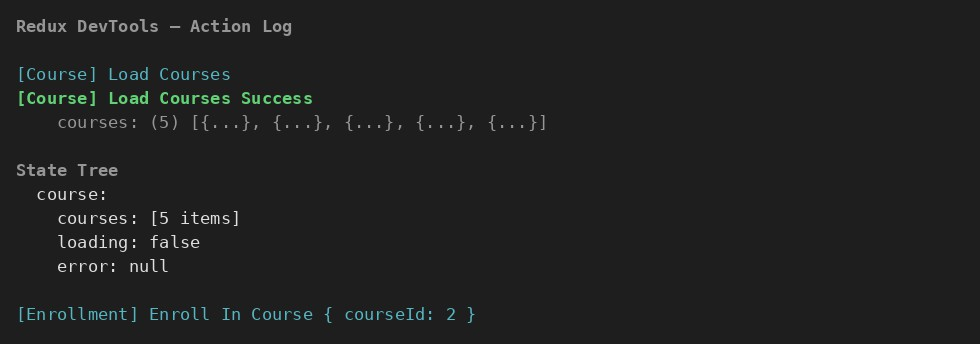 Redux DevTools — Action Log
[Course] Load Courses
[Course] Load Courses Success
courses: (5) [{...}, {...}, {...}, {...}, {...}]
State Tree
course:
courses: [5 items]
loading: false
error: null
[Enrollment] Enroll In Course { courseId: 2 }